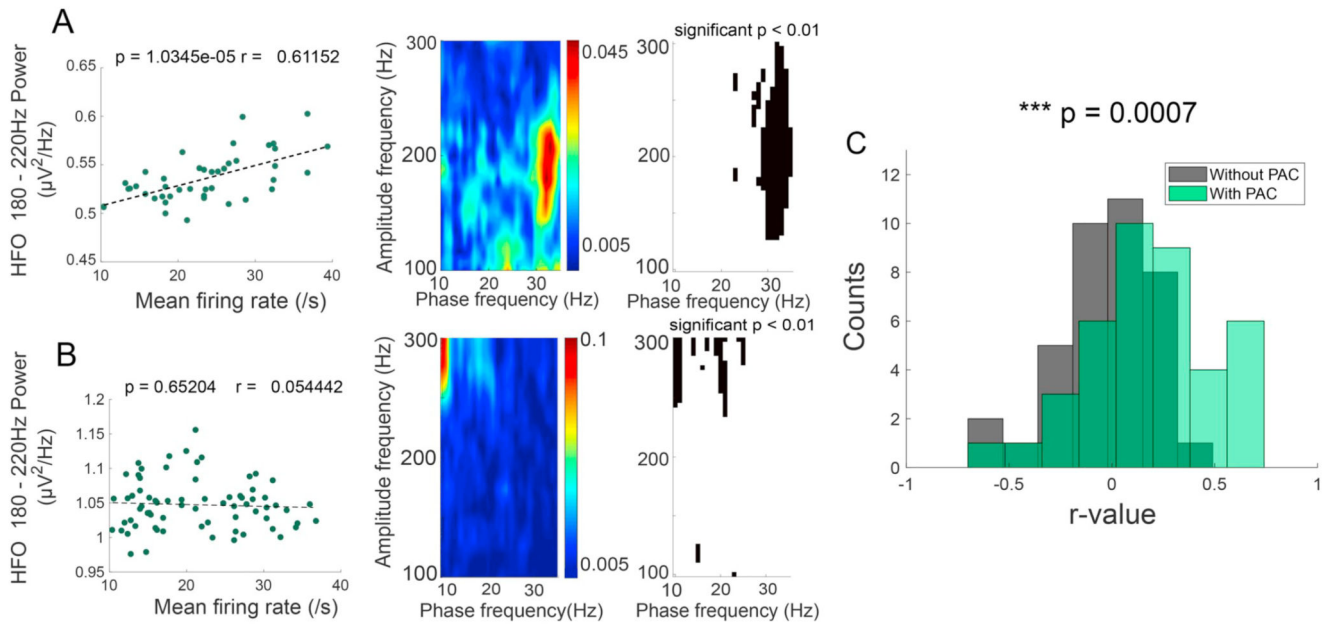 A
p = 1.0345e-05 r = 0.61152
HFO 180 - 220Hz Power
(µV²/Hz)
0.65
0.6
0.55
0.5
0.45
10 20 30 40
Mean firing rate (/s)
Amplitude frequency (Hz)
300
200
100
10 20 30
Phase frequency (Hz)
0.045
0.005
significant p < 0.01
300
200
100
10 20 30
Phase frequency (Hz)
B
p = 0.65204 r = 0.054442
HFO 180 - 220Hz Power
(µV²/Hz)
1.2
1.15
1.1
1.05
1
0.95
10 20 30 40
Mean firing rate (/s)
Amplitude frequency (Hz)
300
200
100
10 20 30
Phase frequency(Hz)
0.1
0.005
significant p < 0.01
300
200
100
10 20 30
Phase frequency (Hz)
C
*** p = 0.0007
Without PAC
With PAC
Counts
12
10
8
6
4
2
0
-1 -0.5 0 0.5 1
r-value